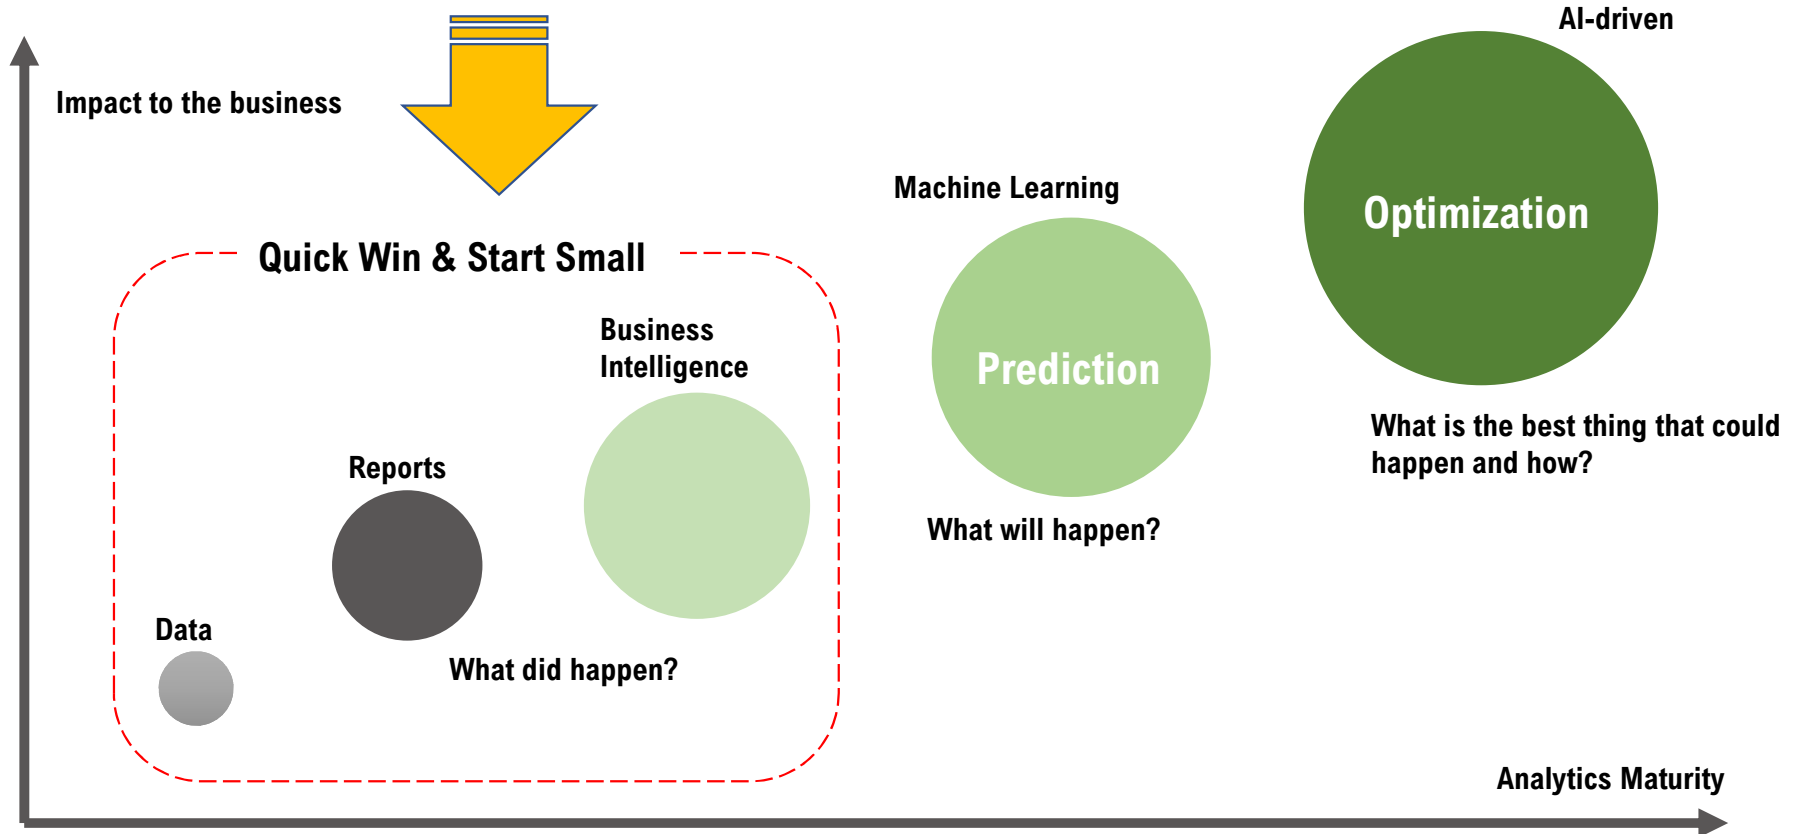 AI-driven
Impact to the business
Machine Learning
Optimization
Quick Win & Start Small
Business
Intelligence
Prediction
What is the best thing that could
happen and how?
Reports
What will happen?
Data
What did happen?
Analytics Maturity